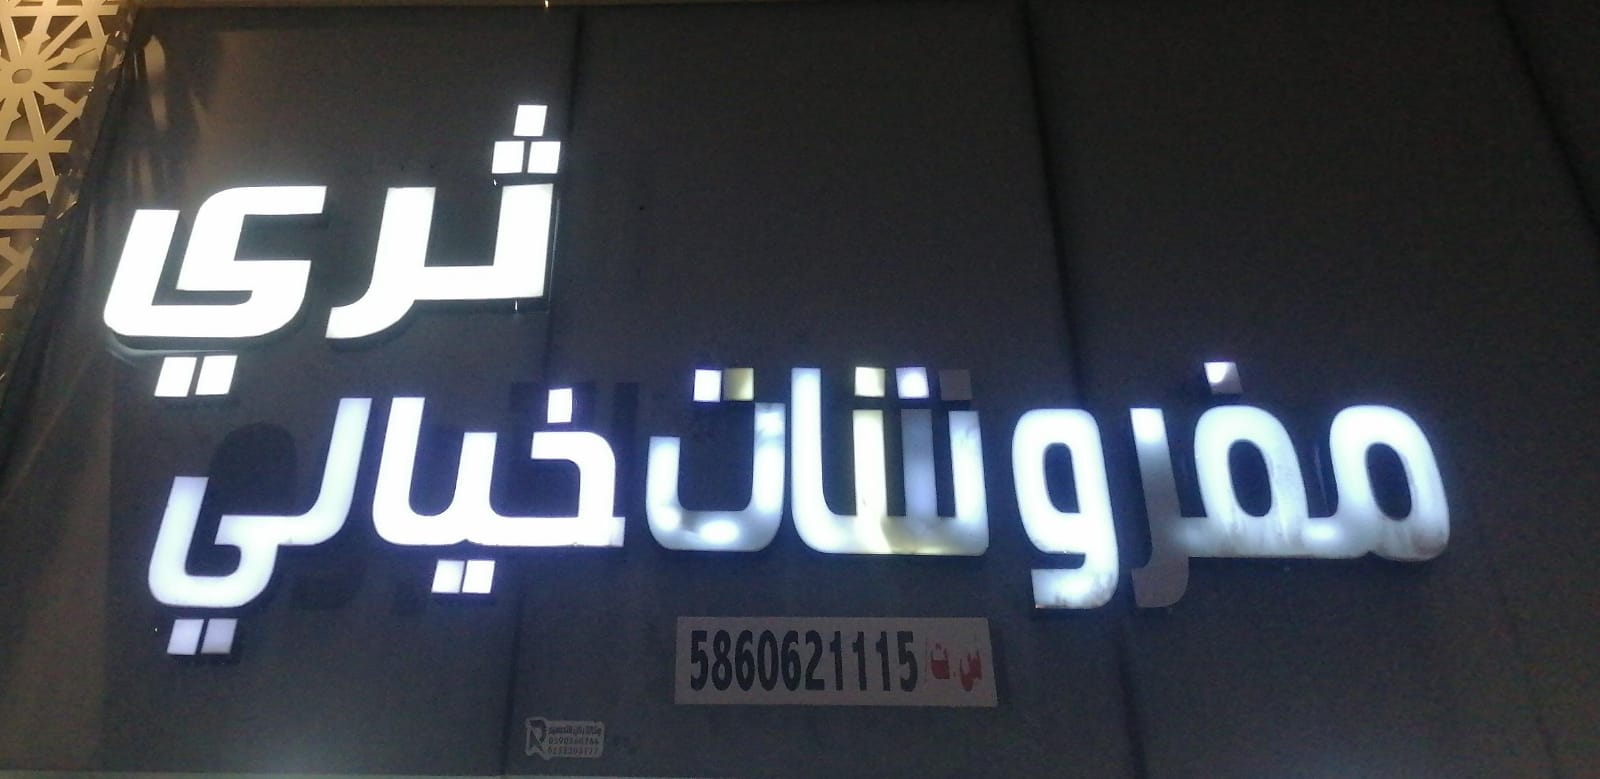 ثري
مفروشات خيالي
س.ت/ 5860621115